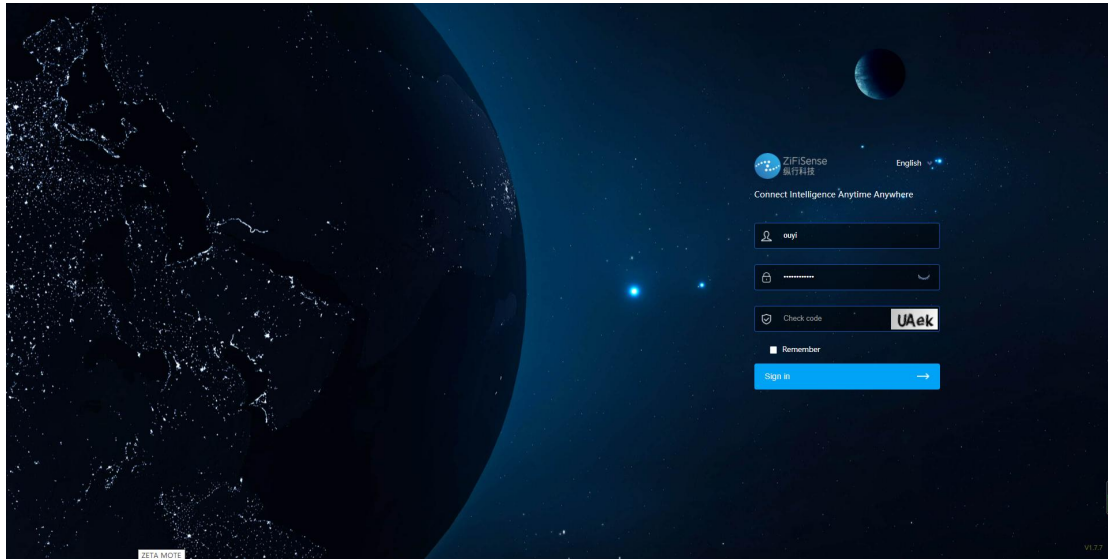 ZiFiSense
纵行科技
English
Connect Intelligence Anytime Anywhere
ouyi
••••••••••••
Check code
UAek
Remember
Sign in
ZETA MOTE
V1.7.7